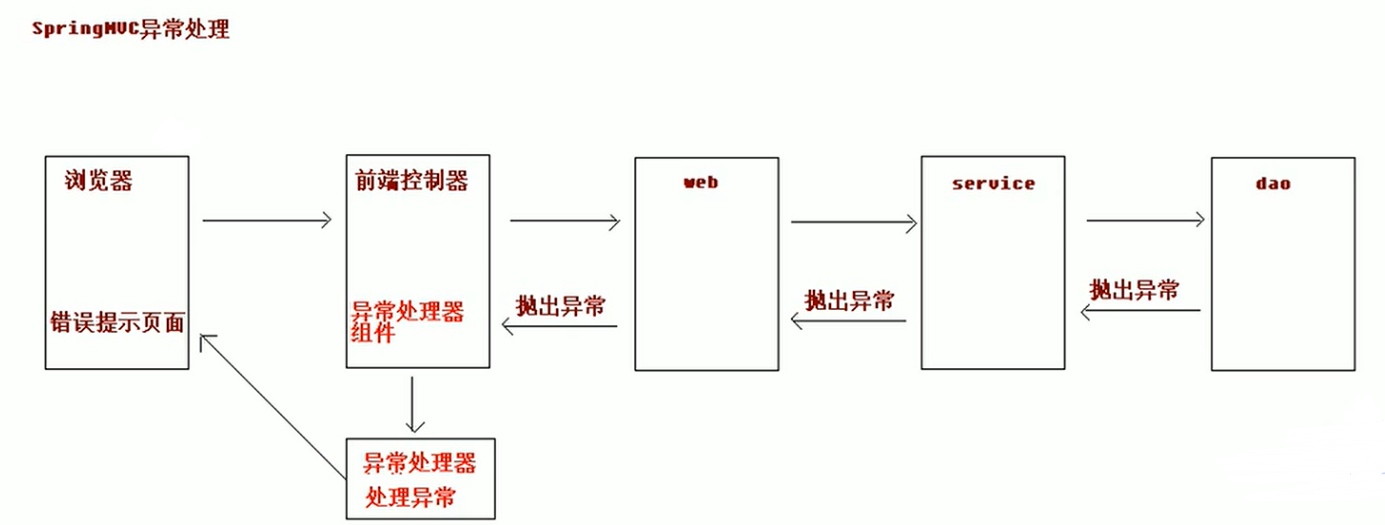 SpringMVC异常处理
浏览器
前端控制器
web
service
dao
错误提示页面
异常处理器
组件
抛出异常
抛出异常
抛出异常
异常处理器
处理异常